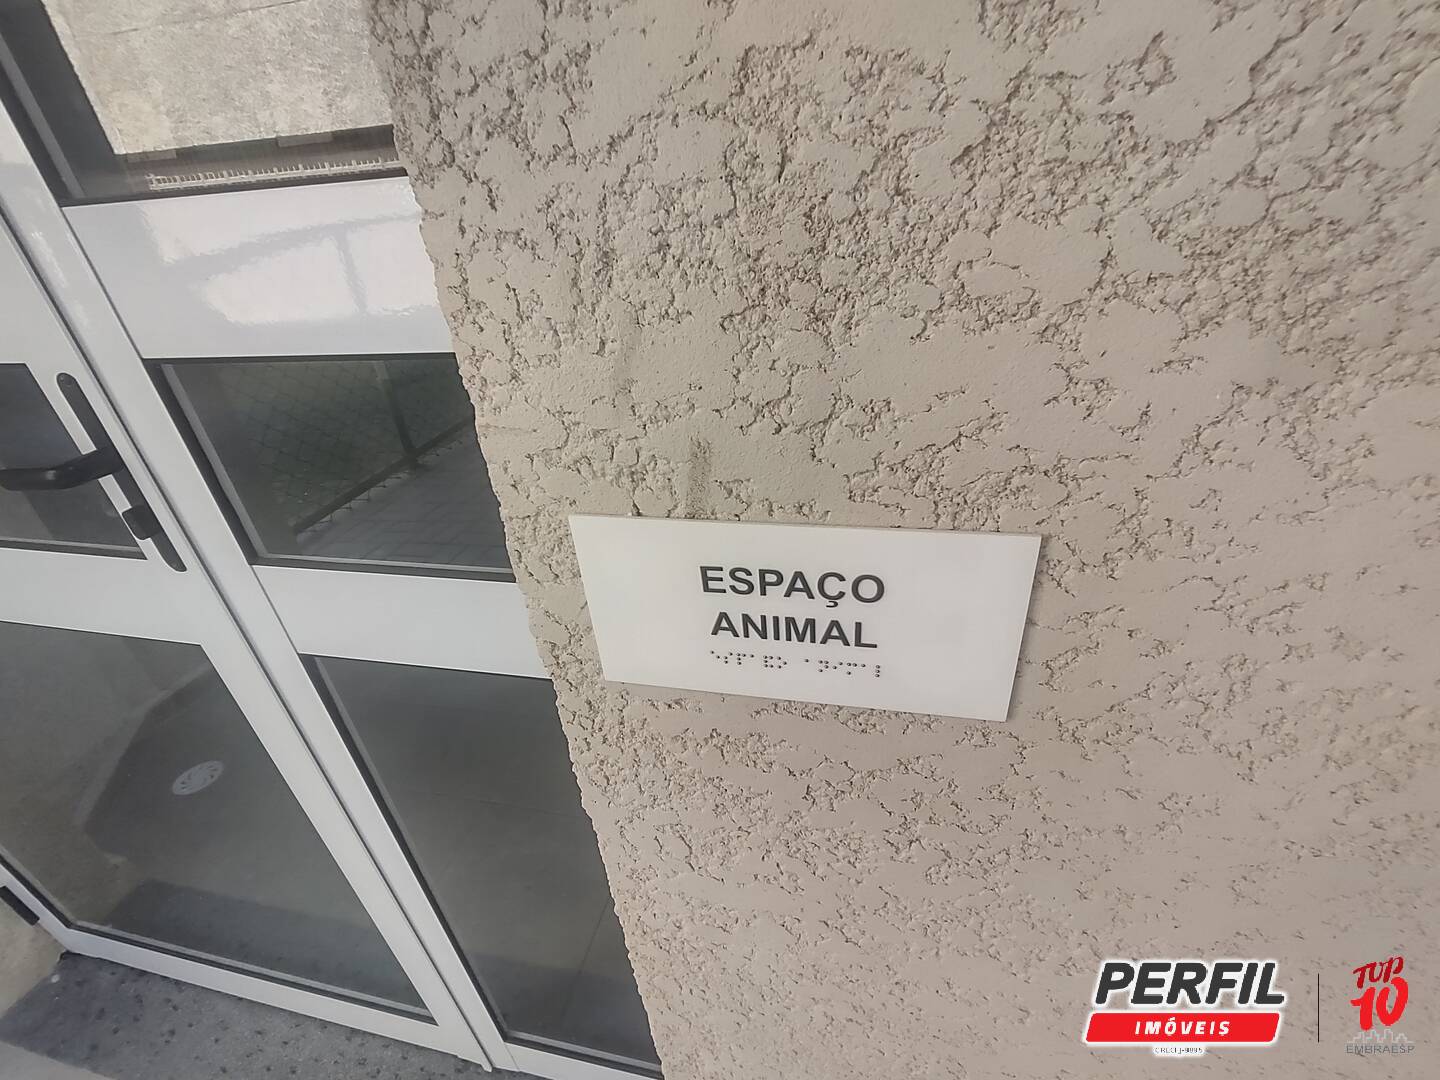 ESPAÇO
ANIMAL
PERFIL
IMÓVEIS
TOP
10
EMBRAESP